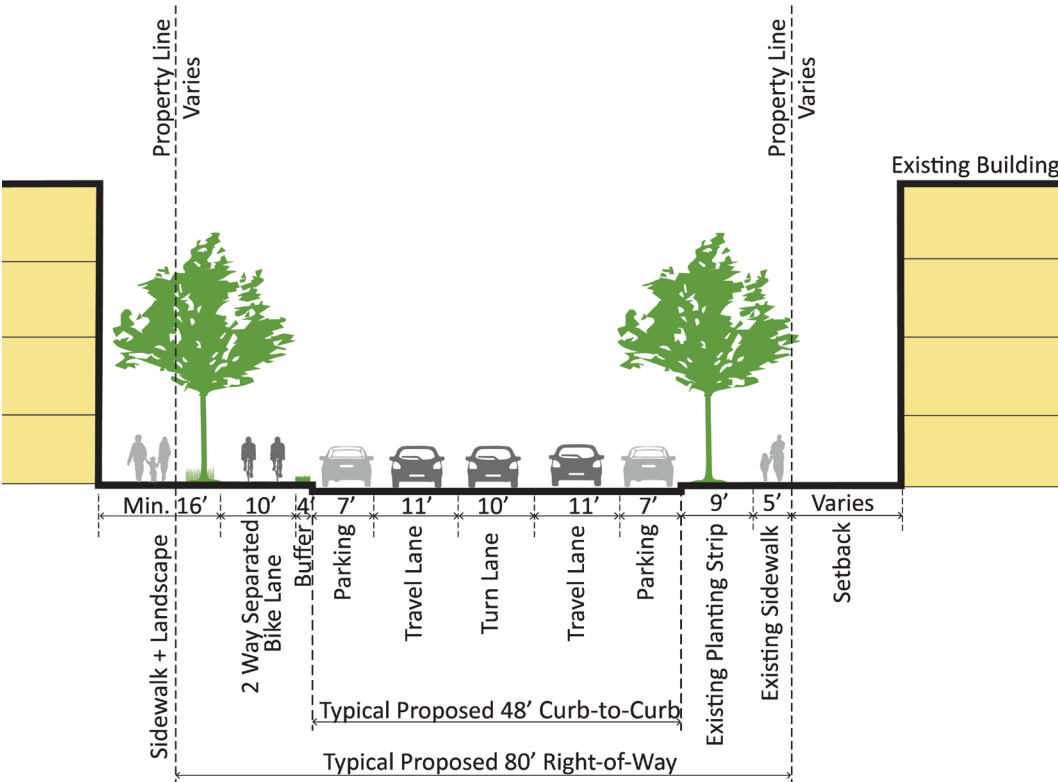 Property Line
Varies
Property Line
Varies
Existing Building
Min. 16’
10’
4’
7’
11’
10’
11’
7’
9’
5’
Varies
Sidewalk + Landscape
2 Way Separated
Bike Lane
Buffer
Parking
Travel Lane
Turn Lane
Travel Lane
Parking
Existing Planting Strip
Existing Sidewalk
Setback
Typical Proposed 48’ Curb-to-Curb
Typical Proposed 80’ Right-of-Way